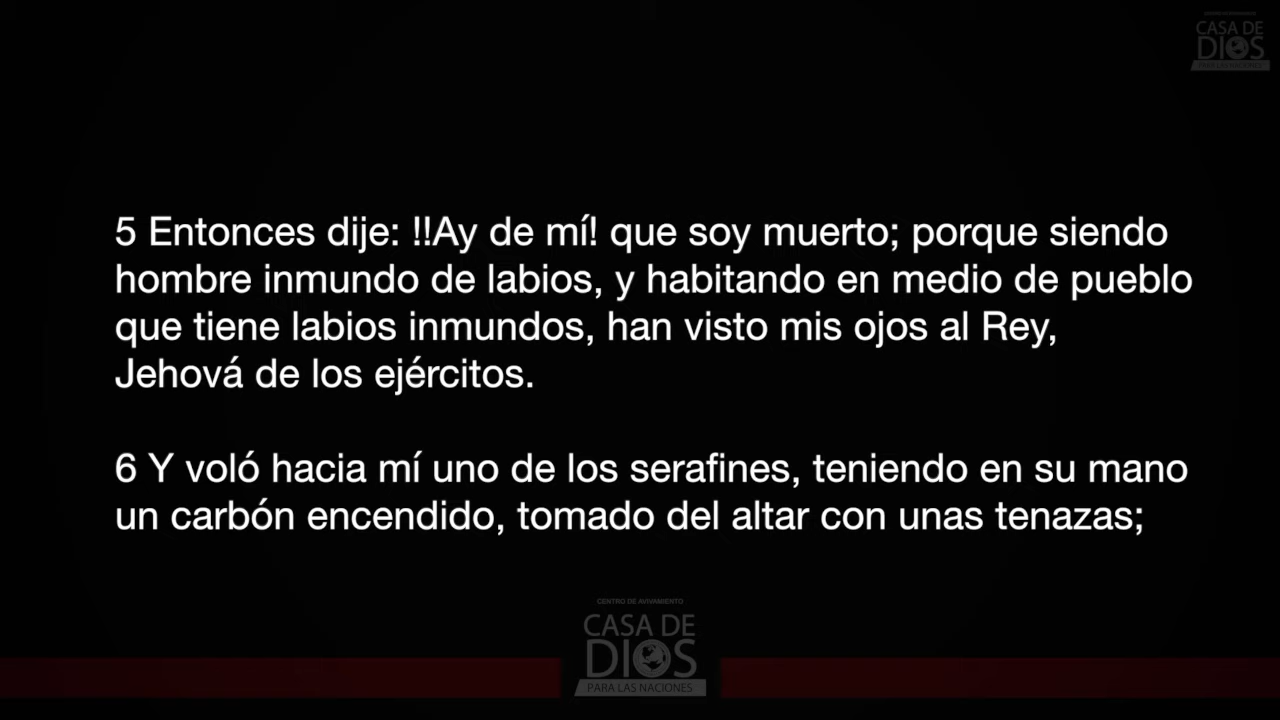 CASA DE
DIOS
PARA LAS NACIONES
5 Entonces dije: !!Ay de mí! que soy muerto; porque siendo
hombre inmundo de labios, y habitando en medio de pueblo
que tiene labios inmundos, han visto mis ojos al Rey,
Jehová de los ejércitos.
6 Y voló hacia mí uno de los serafines, teniendo en su mano
un carbón encendido, tomado del altar con unas tenazas;
CENTRO DE AVIVAMIENTO
CASA DE
DIOS
PARA LAS NACIONES